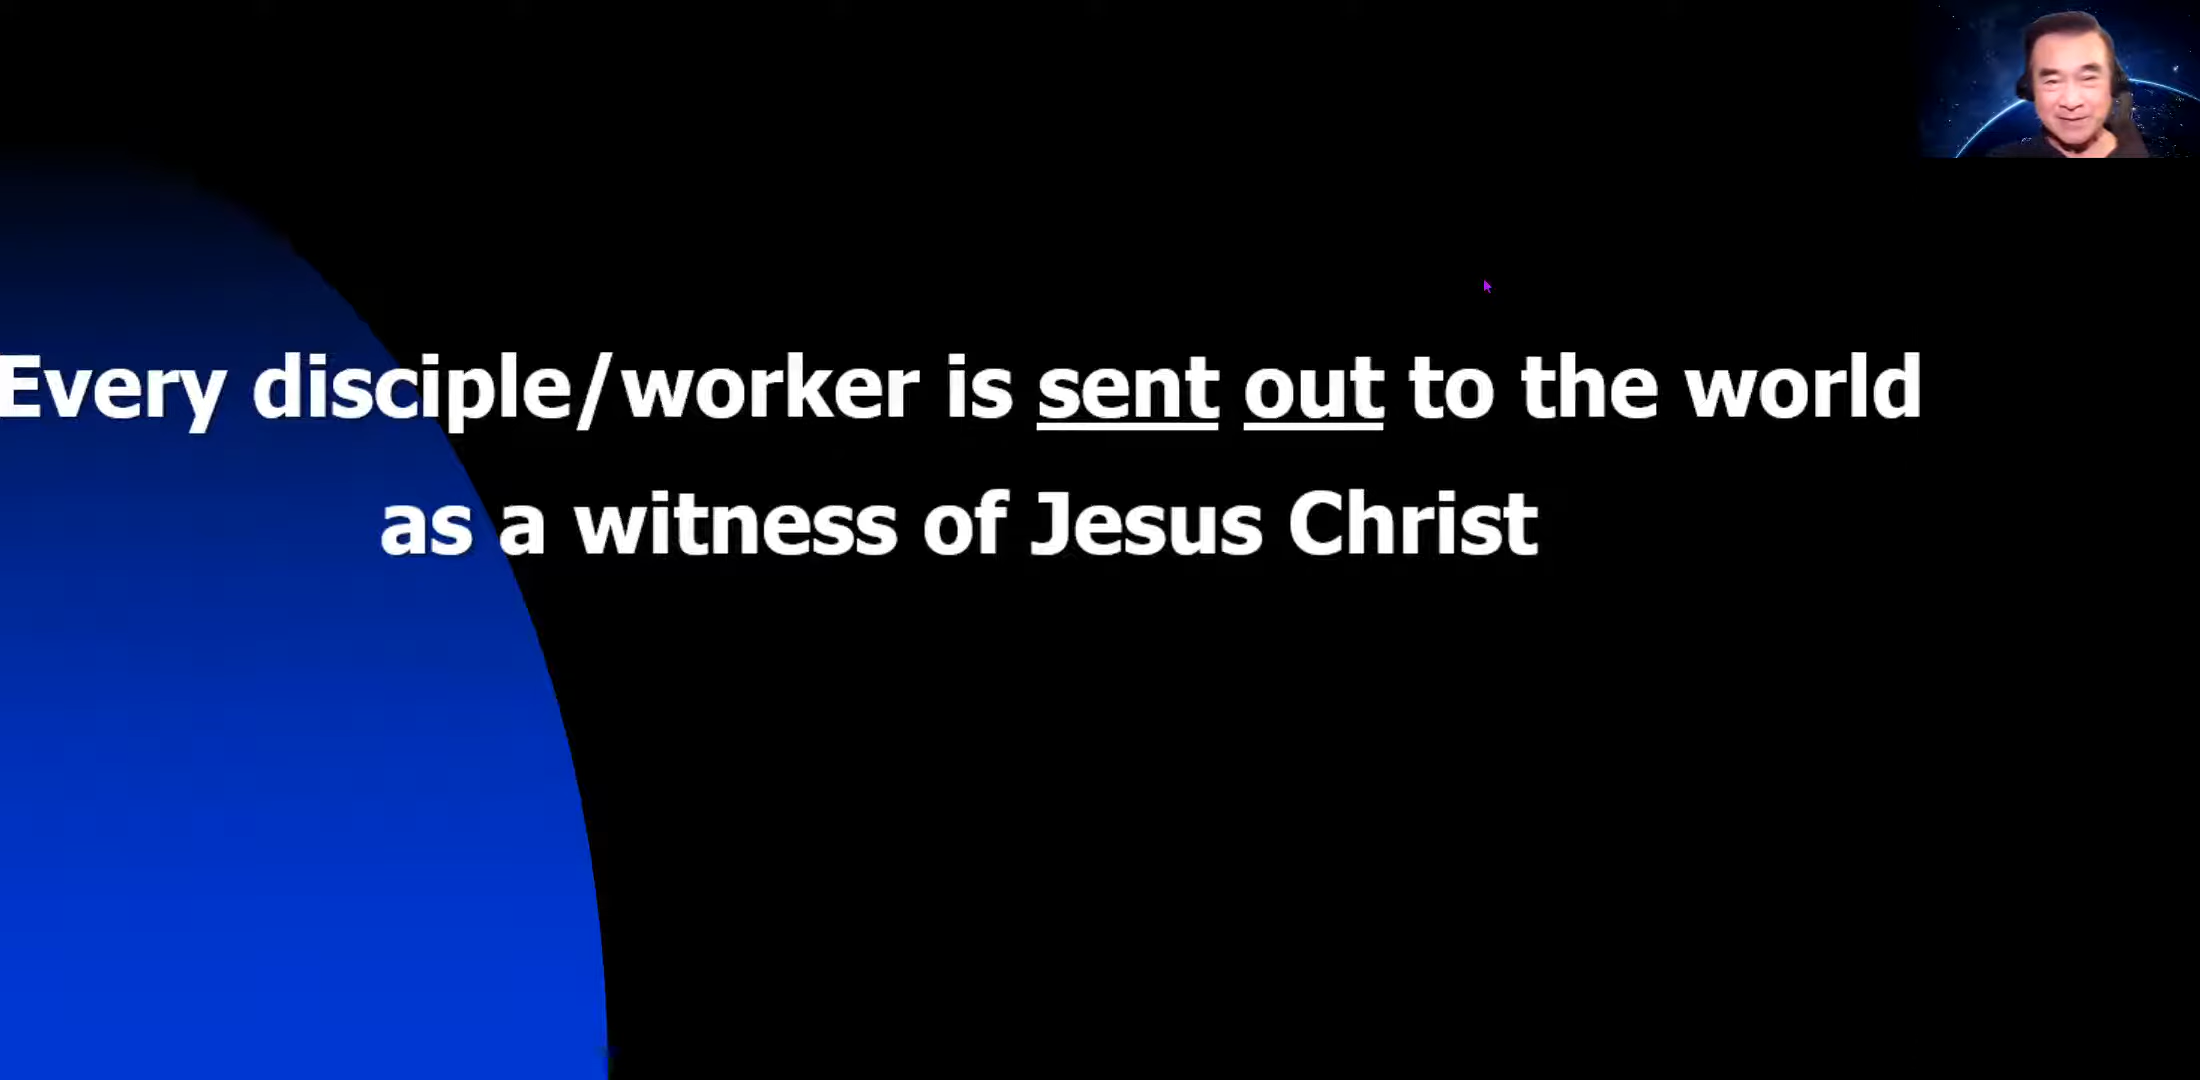 Every disciple/worker is sent out to the world
as a witness of Jesus Christ